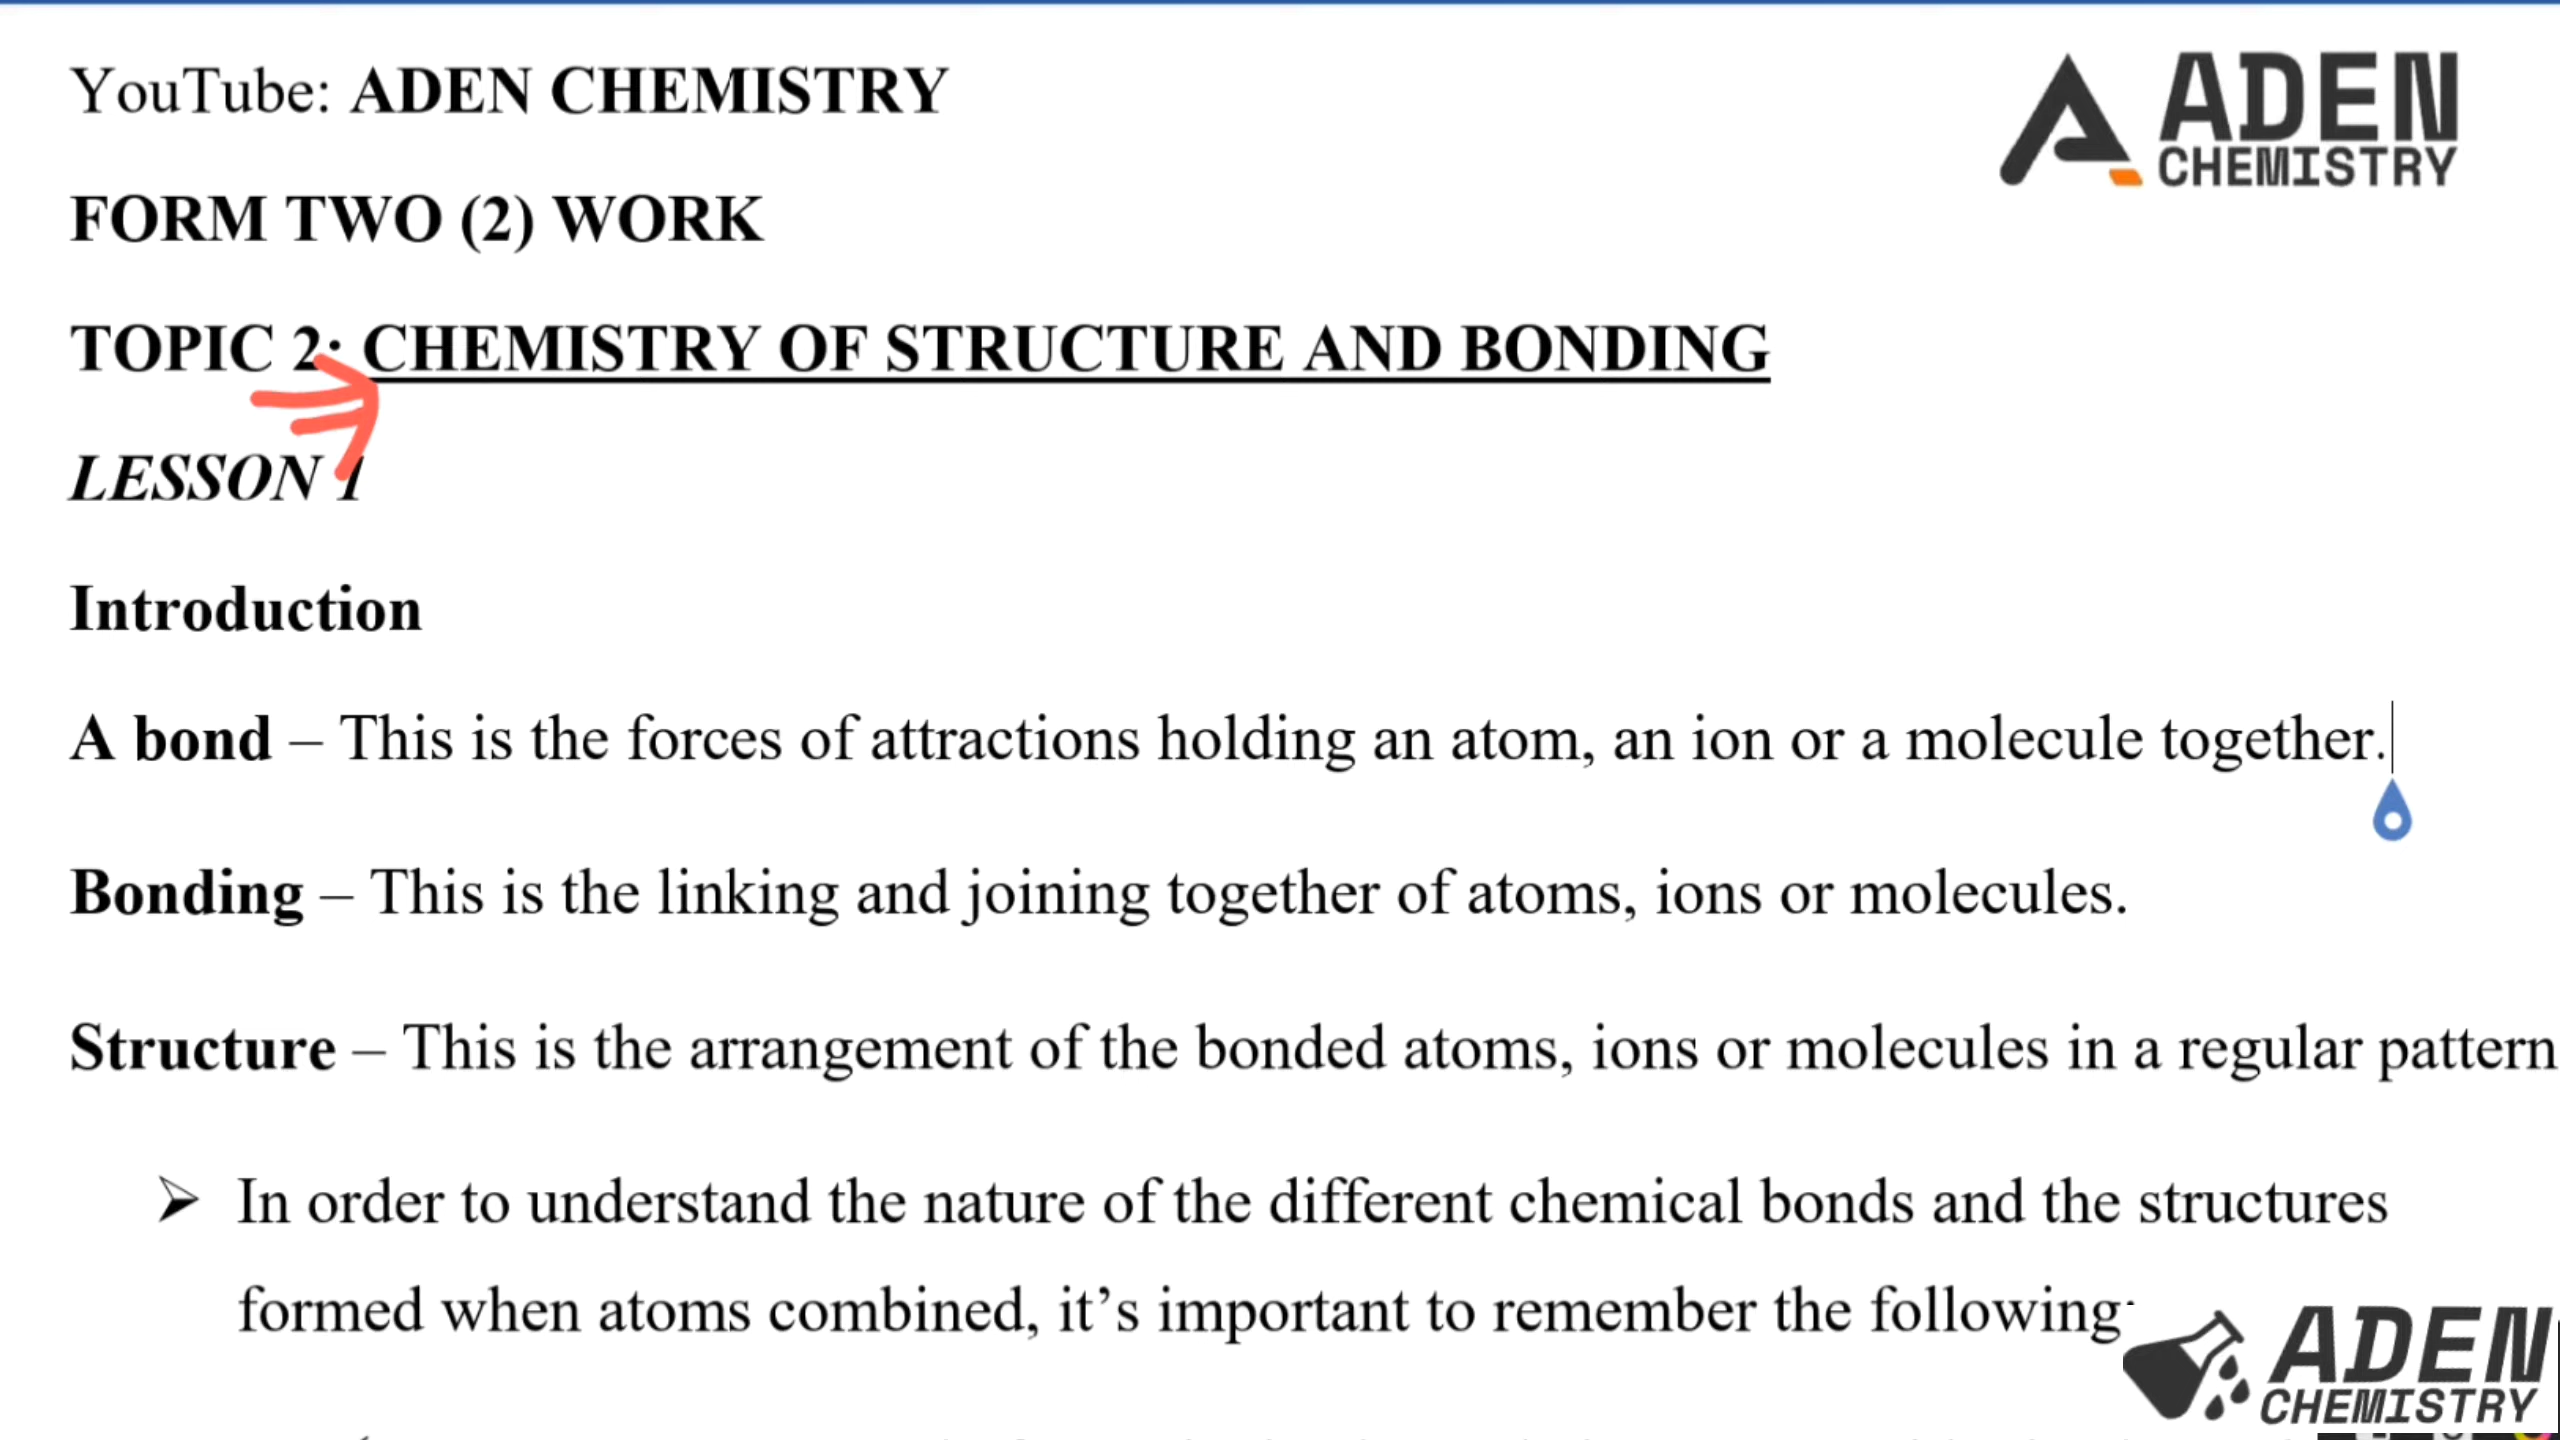 YouTube: ADEN CHEMISTRY
ADEN
CHEMISTRY
FORM TWO (2) WORK
TOPIC 2: CHEMISTRY OF STRUCTURE AND BONDING
LESSON 1
Introduction
A bond – This is the forces of attractions holding an atom, an ion or a molecule together.
Bonding – This is the linking and joining together of atoms, ions or molecules.
Structure – This is the arrangement of the bonded atoms, ions or molecules in a regular pattern
➢ In order to understand the nature of the different chemical bonds and the structures
formed when atoms combined, it’s important to remember the following:
ADEN
CHEMISTRY